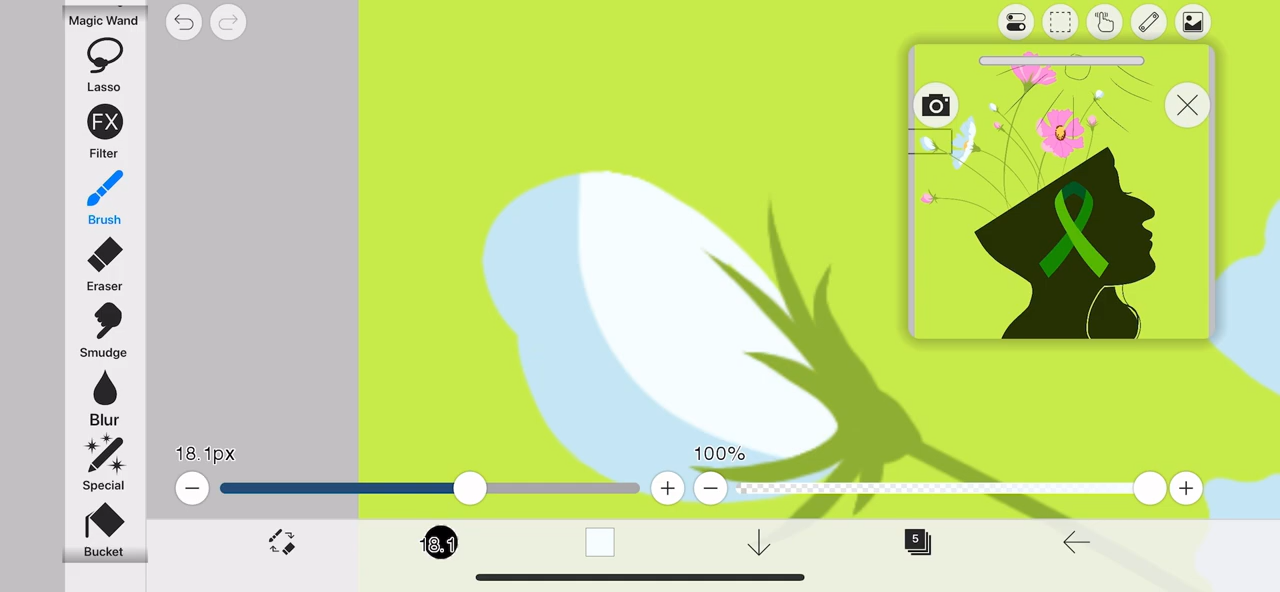 Magic Wand
Lasso
FX
Filter
Brush
Eraser
Smudge
Blur
Special
Bucket
18.1px
100%
18.1
5